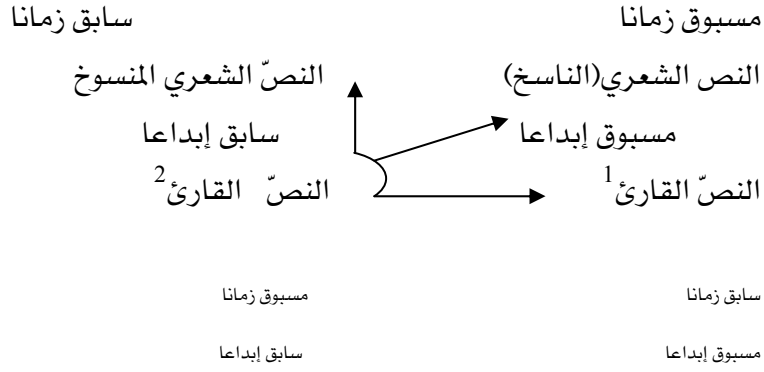 مسبوق زمانا سابق زمانا
النص الشعري(الناسخ) النصّ الشعري المنسوخ
مسبوق إبداعا سابق إبداعا
النصّ القارئ1 النصّ القارئ2
سابق زمانا مسبوق زمانا
مسبوق إبداعا سابق إبداعا